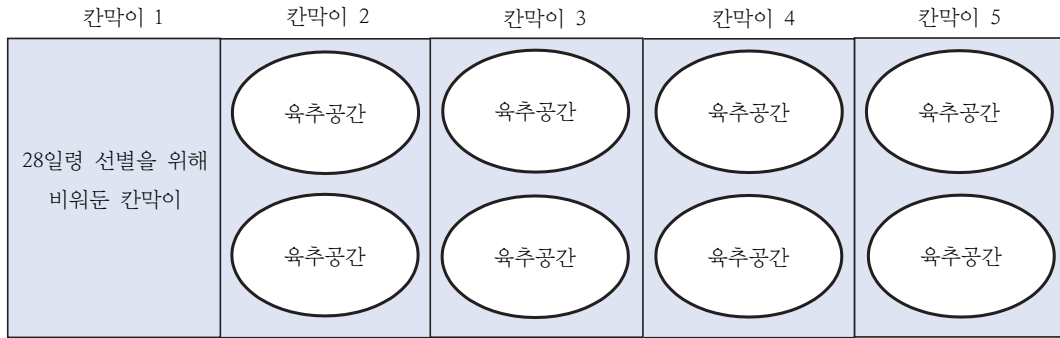 칸막이 1 칸막이 2 칸막이 3 칸막이 4 칸막이 5
육추공간 육추공간 육추공간 육추공간
28일령 선별을 위해
비워둔 칸막이
육추공간 육추공간 육추공간 육추공간